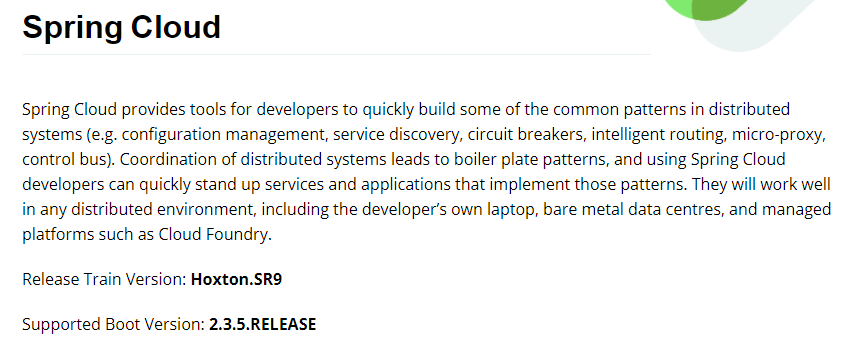 Spring Cloud
Spring Cloud provides tools for developers to quickly build some of the common patterns in distributed
systems (e.g. configuration management, service discovery, circuit breakers, intelligent routing, micro-proxy,
control bus). Coordination of distributed systems leads to boiler plate patterns, and using Spring Cloud
developers can quickly stand up services and applications that implement those patterns. They will work well
in any distributed environment, including the developer’s own laptop, bare metal data centres, and managed
platforms such as Cloud Foundry.
Release Train Version: Hoxton.SR9
Supported Boot Version: 2.3.5.RELEASE